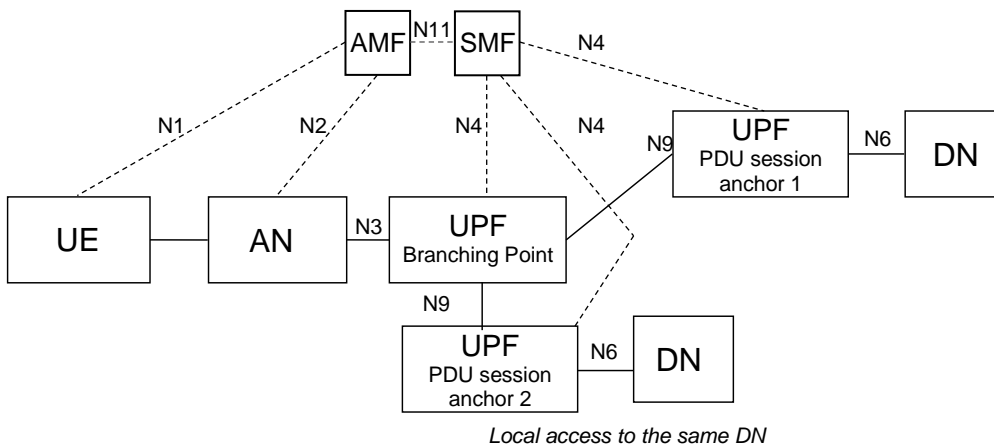 N11
AMF
SMF
N4
N1
N2
N4
N4
UPF
PDU session
anchor 1
N9
N6
DN
UE
AN
N3
UPF
Branching Point
N9
UPF
PDU session
anchor 2
N6
DN
Local access to the same DN